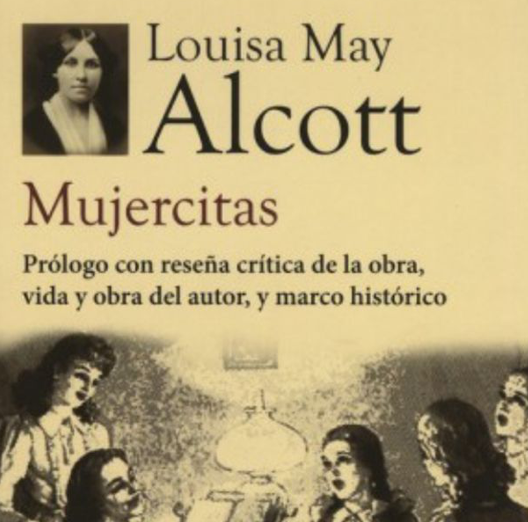 Louisa May
Alcott
Mujercitas
Prólogo con reseña crítica de la obra,
vida y obra del autor, y marco histórico